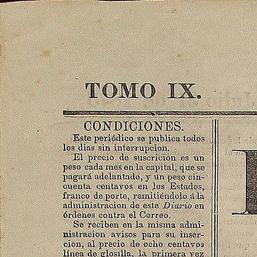 TOMO IX.
CONDICIONES.
Este periódico se publica todos
los dias sin interrupcion.
El precio de suscricion es un
peso cada mes en la capital, que se
pagará adelantado, y un peso cin-
cuenta centavos en los Estados,
franco de porte, remitiéndolo á la
administracion de este Diario en
órdenes contra el Correo.
Se reciben en la misma admi-
nistracion avisos para su inser-
cion, al precio de ocho centavos
línea de glosilla, la primera vez